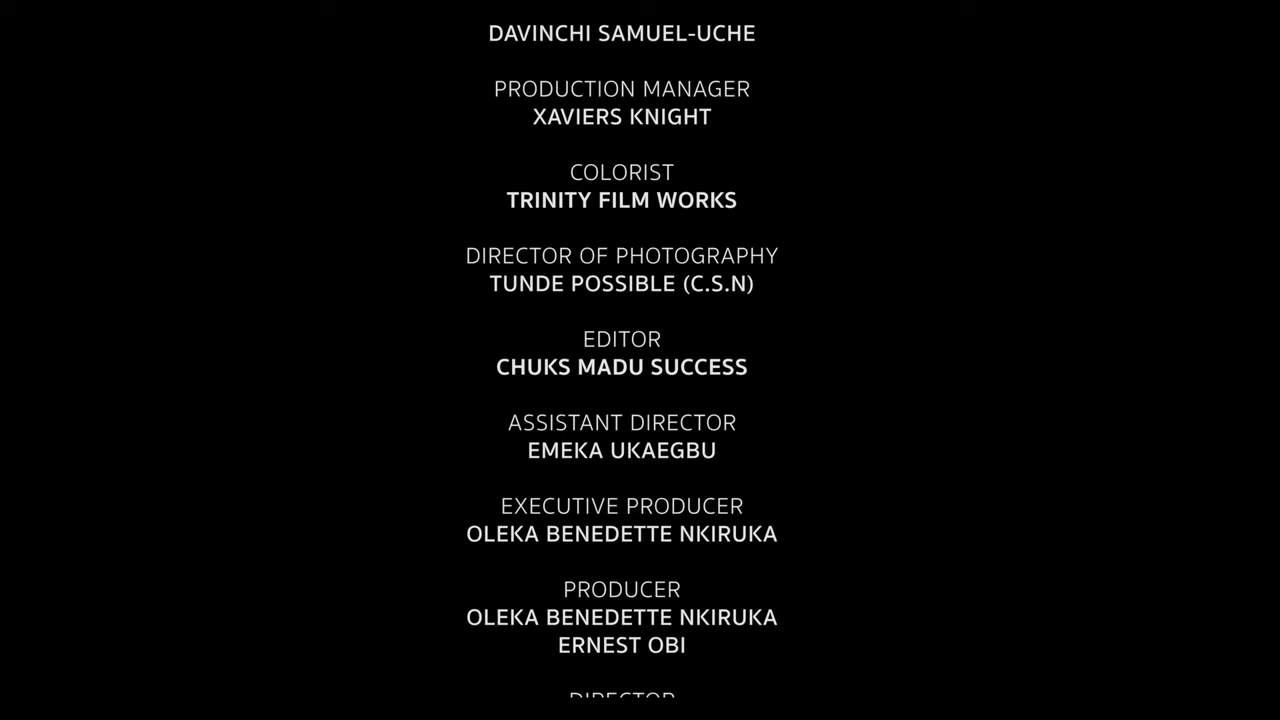 DAVINCHI SAMUEL-UCHE
PRODUCTION MANAGER
XAVIERS KNIGHT
COLORIST
TRINITY FILM WORKS
DIRECTOR OF PHOTOGRAPHY
TUNDE POSSIBLE (C.S.N)
EDITOR
CHUKS MADU SUCCESS
ASSISTANT DIRECTOR
EMEKA UKAEGBU
EXECUTIVE PRODUCER
OLEKA BENEDETTE NKIRUKA
PRODUCER
OLEKA BENEDETTE NKIRUKA
ERNEST OBI
DIRECTOR